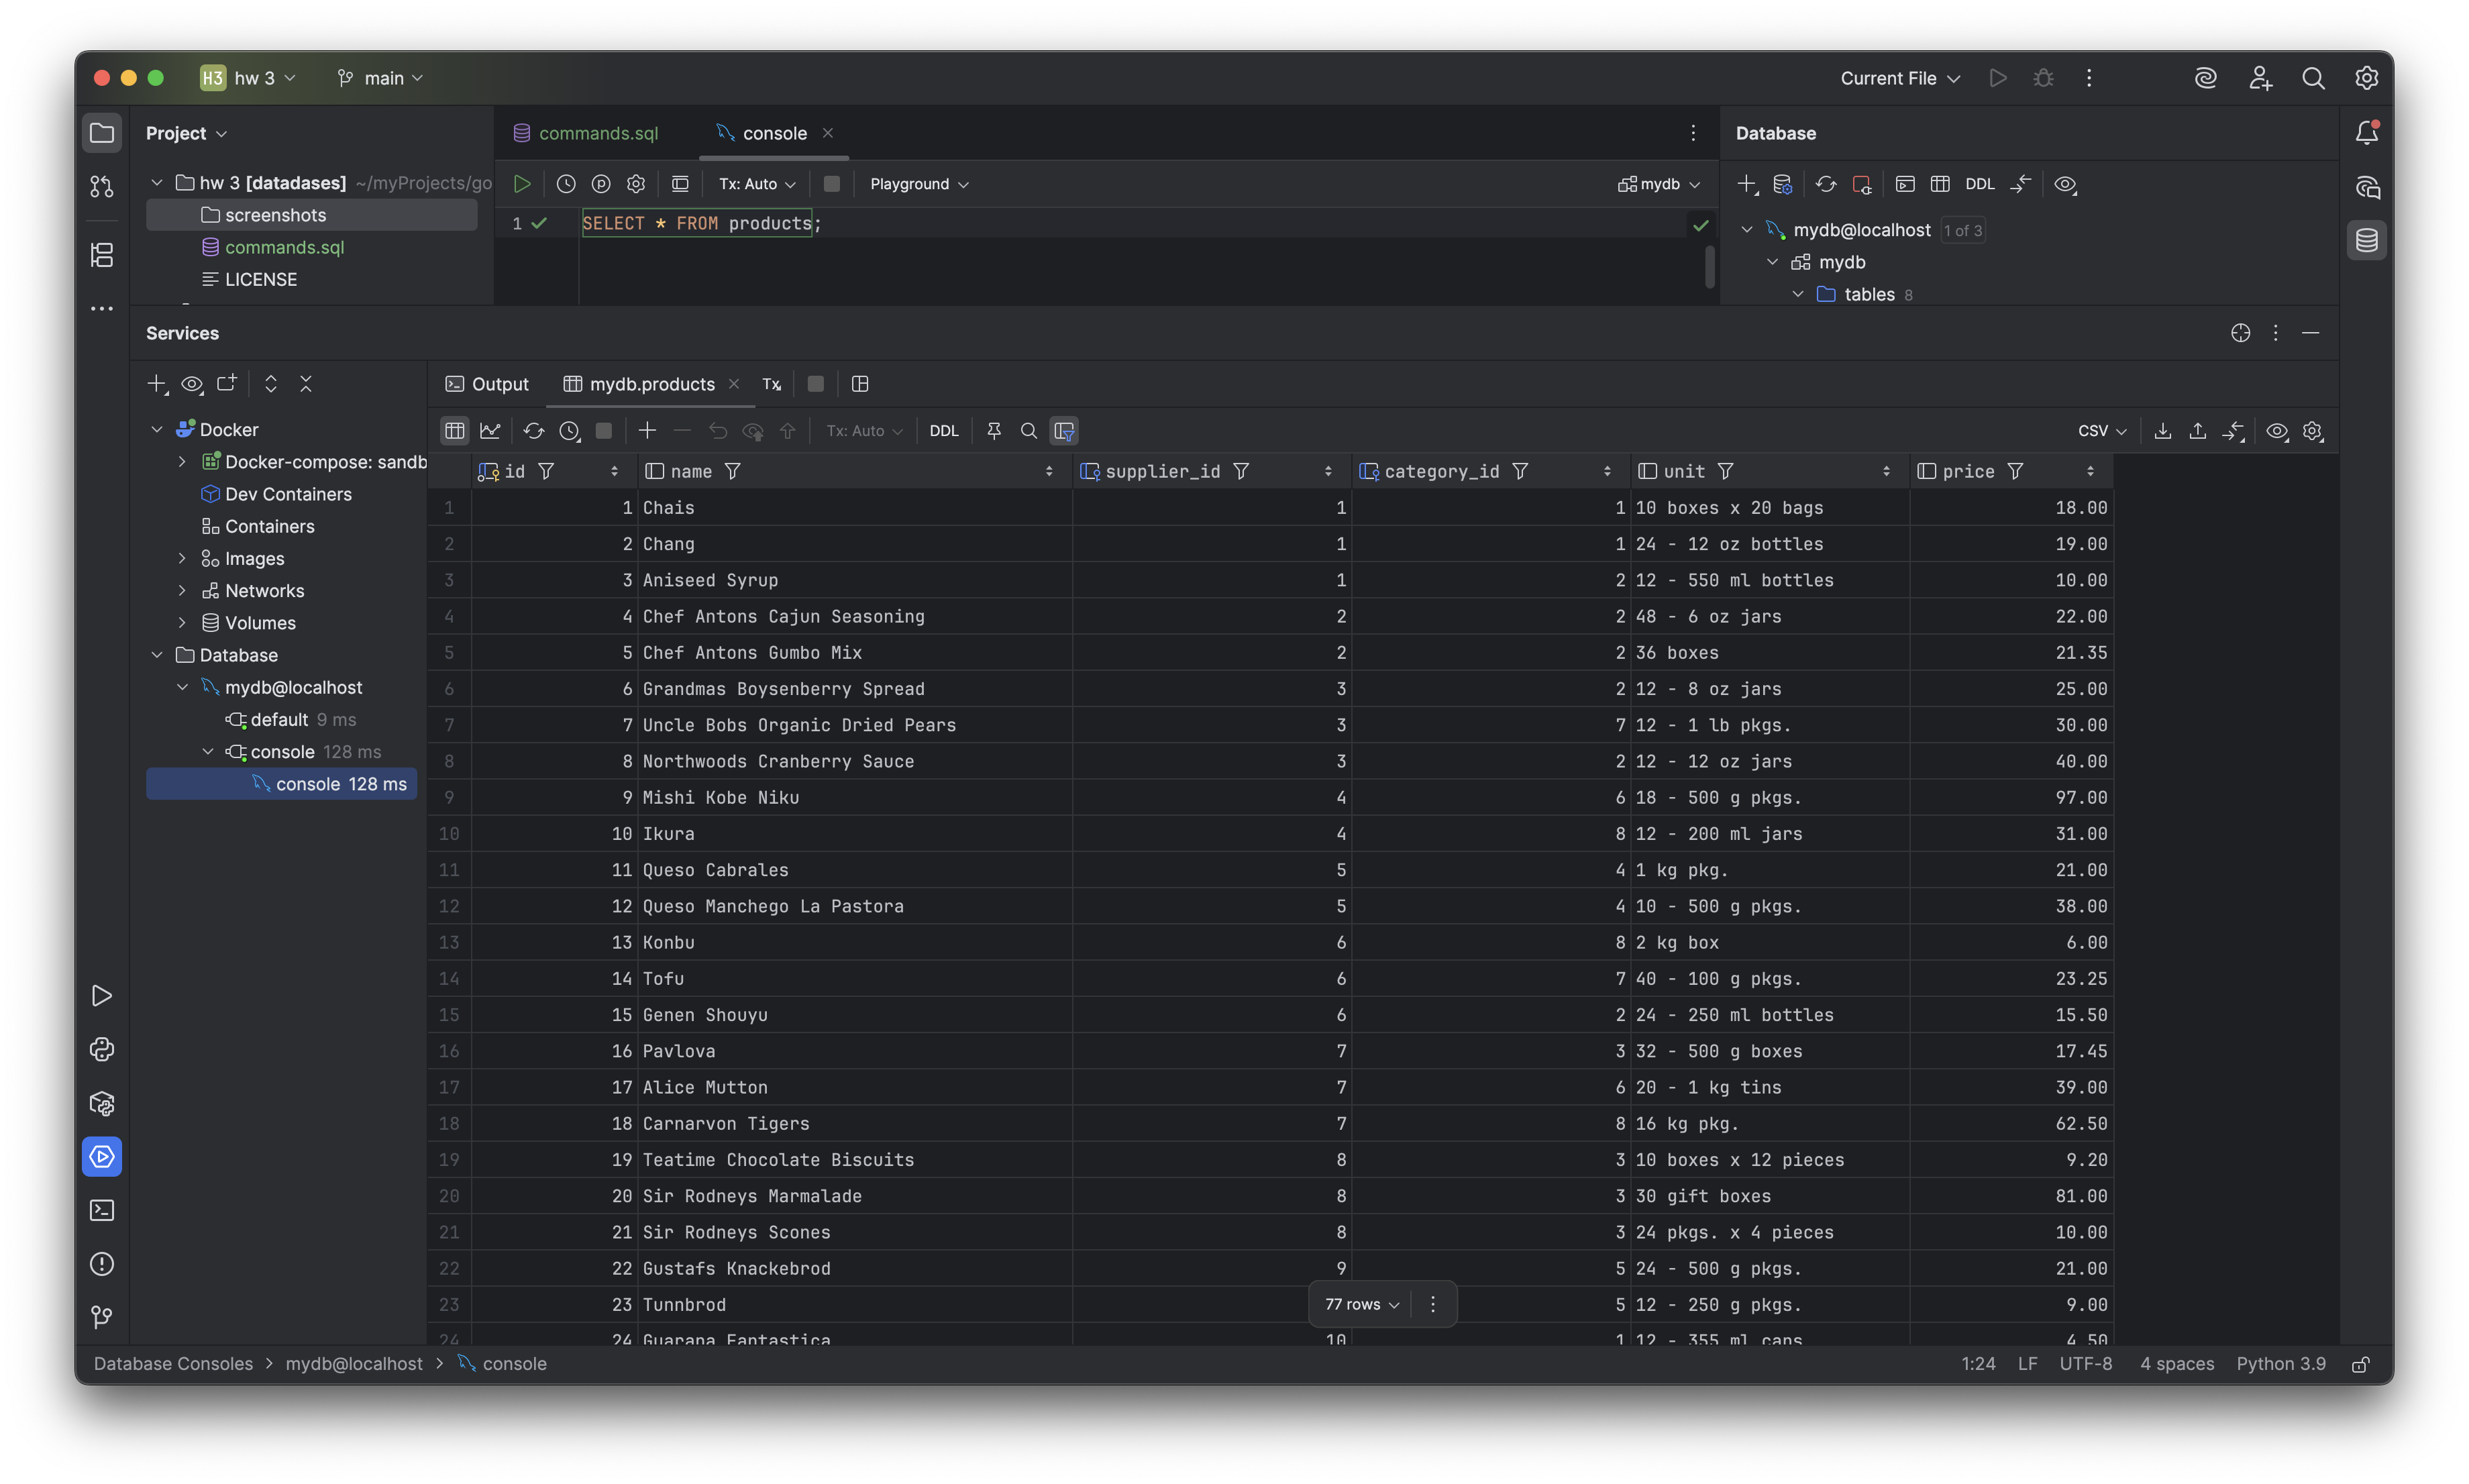 H3 hw 3 main Current File
Project
commands.sql console
Database
hw 3 [datadases] ~/myProjects/go
Tx: Auto Playground mydb
DDL
screenshots
1 SELECT * FROM products;
mydb@localhost 1 of 3
commands.sql
mydb
LICENSE
tables 8
Services
Output mydb.products Tx
Docker
Tx: Auto DDL CSV
Docker-compose: sandb
Dev Containers
Containers
Images
Networks
Volumes
Database
mydb@localhost
default 9 ms
console 128 ms
console 128 ms
id name supplier_id category_id unit price
1 1 Chais 1 1 10 boxes x 20 bags 18.00
2 2 Chang 1 1 24 - 12 oz bottles 19.00
3 3 Aniseed Syrup 1 2 12 - 550 ml bottles 10.00
4 4 Chef Antons Cajun Seasoning 2 2 48 - 6 oz jars 22.00
5 5 Chef Antons Gumbo Mix 2 2 36 boxes 21.35
6 6 Grandmas Boysenberry Spread 3 2 12 - 8 oz jars 25.00
7 7 Uncle Bobs Organic Dried Pears 3 7 12 - 1 lb pkgs. 30.00
8 8 Northwoods Cranberry Sauce 3 2 12 - 12 oz jars 40.00
9 9 Mishi Kobe Niku 4 6 18 - 500 g pkgs. 97.00
10 10 Ikura 4 8 12 - 200 ml jars 31.00
11 11 Queso Cabrales 5 4 1 kg pkg. 21.00
12 12 Queso Manchego La Pastora 5 4 10 - 500 g pkgs. 38.00
13 13 Konbu 6 8 2 kg box 6.00
14 14 Tofu 6 7 40 - 100 g pkgs. 23.25
15 15 Genen Shouyu 6 2 24 - 250 ml bottles 15.50
16 16 Pavlova 7 3 32 - 500 g boxes 17.45
17 17 Alice Mutton 7 6 20 - 1 kg tins 39.00
18 18 Carnarvon Tigers 7 8 16 kg pkg. 62.50
19 19 Teatime Chocolate Biscuits 8 3 10 boxes x 12 pieces 9.20
20 20 Sir Rodneys Marmalade 8 3 30 gift boxes 81.00
21 21 Sir Rodneys Scones 8 3 24 pkgs. x 4 pieces 10.00
22 22 Gustafs Knackebrod 9 5 24 - 500 g pkgs. 21.00
23 23 Tunnbrod 5 12 - 250 g pkgs. 9.00
77 rows
24 24 Guarana Fantastica 10 1 12 - 355 ml cans 4.50
Database Consoles > mydb@localhost > console 1:24 LF UTF-8 4 spaces Python 3.9